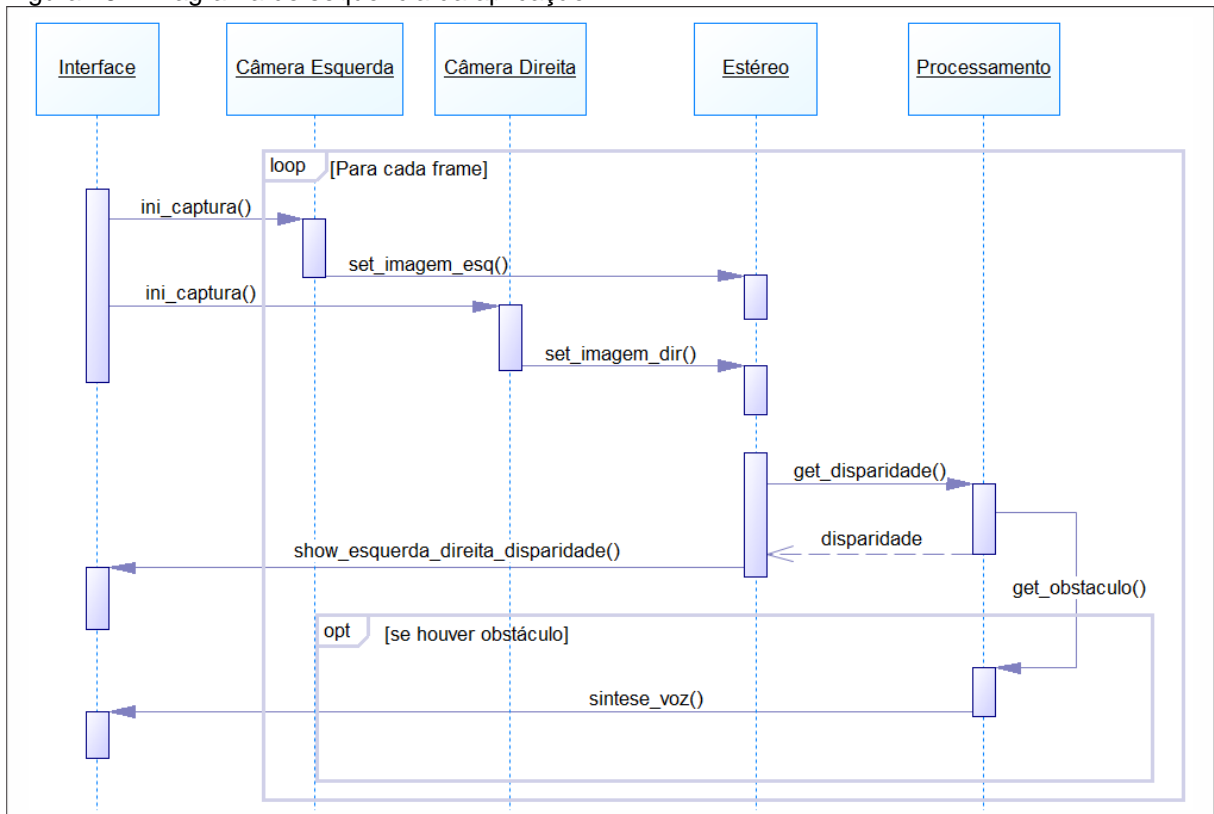 Interface
Câmera Esquerda
Câmera Direita
Estéreo
Processamento
loop
[Para cada frame]
ini_captura()
set_imagem_esq()
ini_captura()
set_imagem_dir()
get_disparidade()
disparidade
show_esquerda_direita_disparidade()
get_obstaculo()
opt
[se houver obstáculo]
sintese_voz()